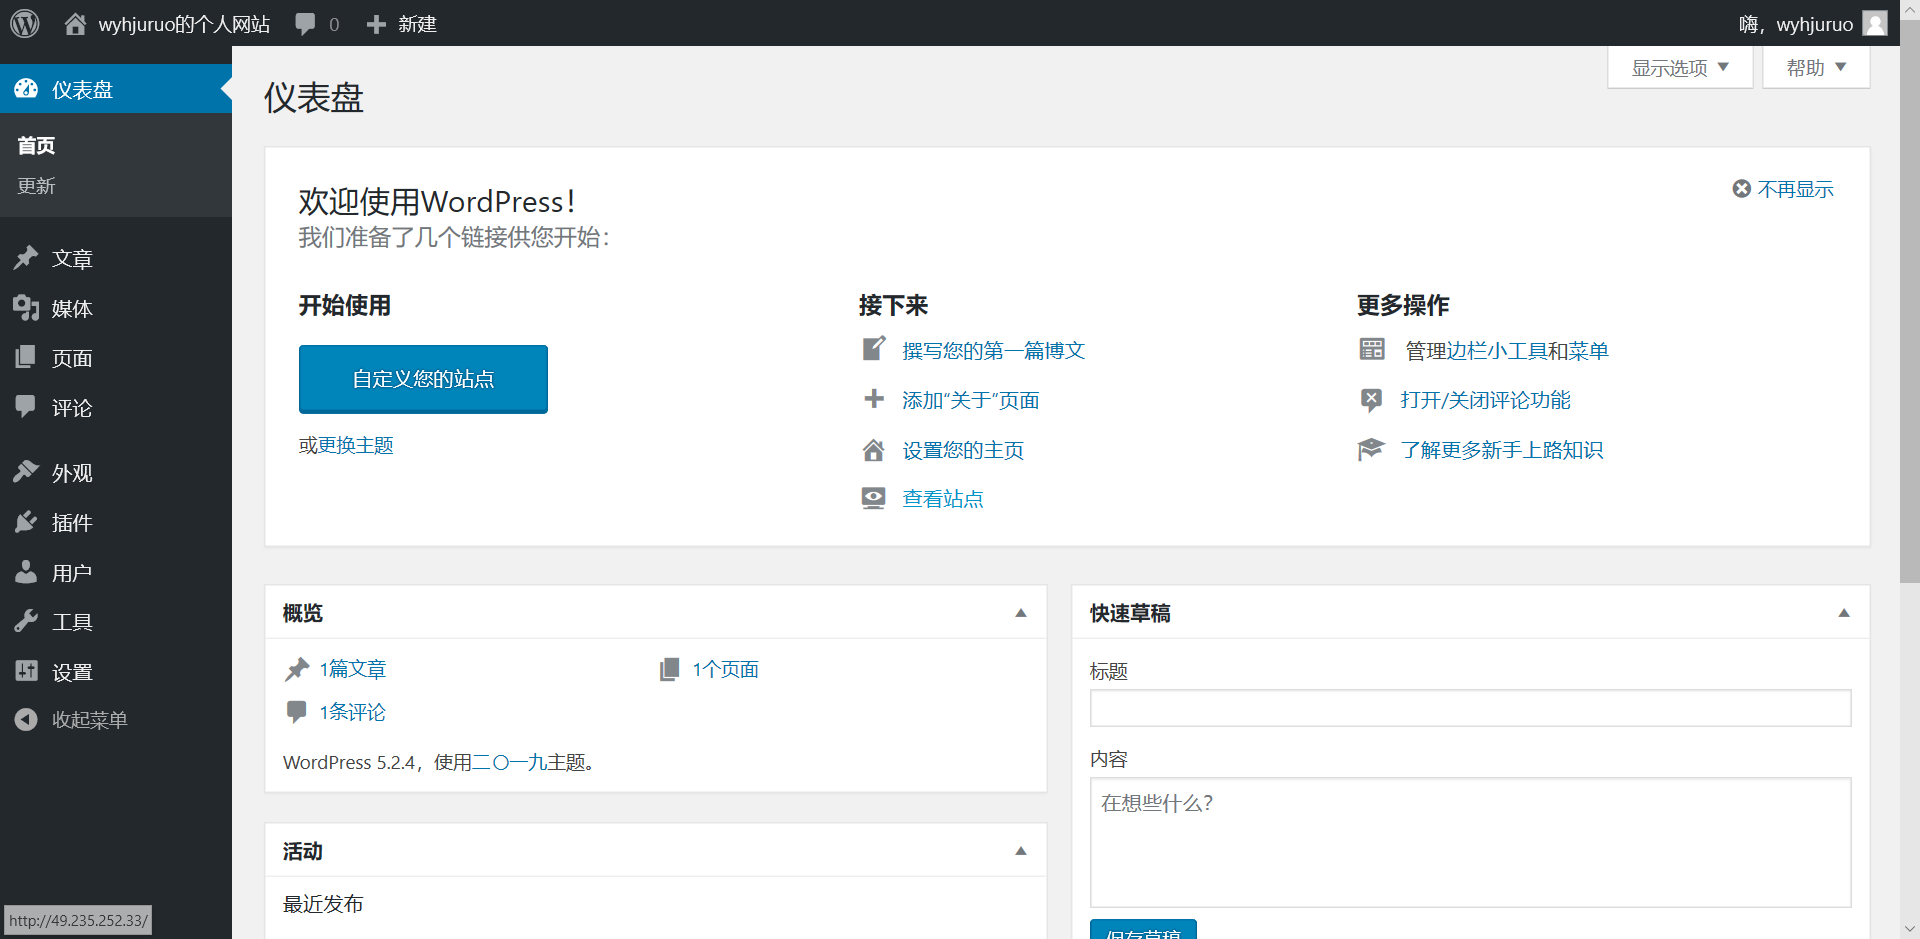 wyhjuruo的个人网站 0 新建 嗨，wyhjuruo
仪表盘
首页
更新
文章
媒体
页面
评论
外观
插件
用户
工具
设置
收起菜单
显示选项 帮助
仪表盘
欢迎使用WordPress！
不再显示
我们准备了几个链接供您开始：
开始使用
自定义您的站点
或更换主题
接下来
撰写您的第一篇博文
添加“关于”页面
设置您的主页
查看站点
更多操作
管理边栏小工具和菜单
打开/关闭评论功能
了解更多新手上路知识
概览
1篇文章 1个页面
1条评论
WordPress 5.2.4，使用二〇一九主题。
活动
最近发布
快速草稿
标题
内容
在想些什么？
保存草稿
http://49.235.252.33/